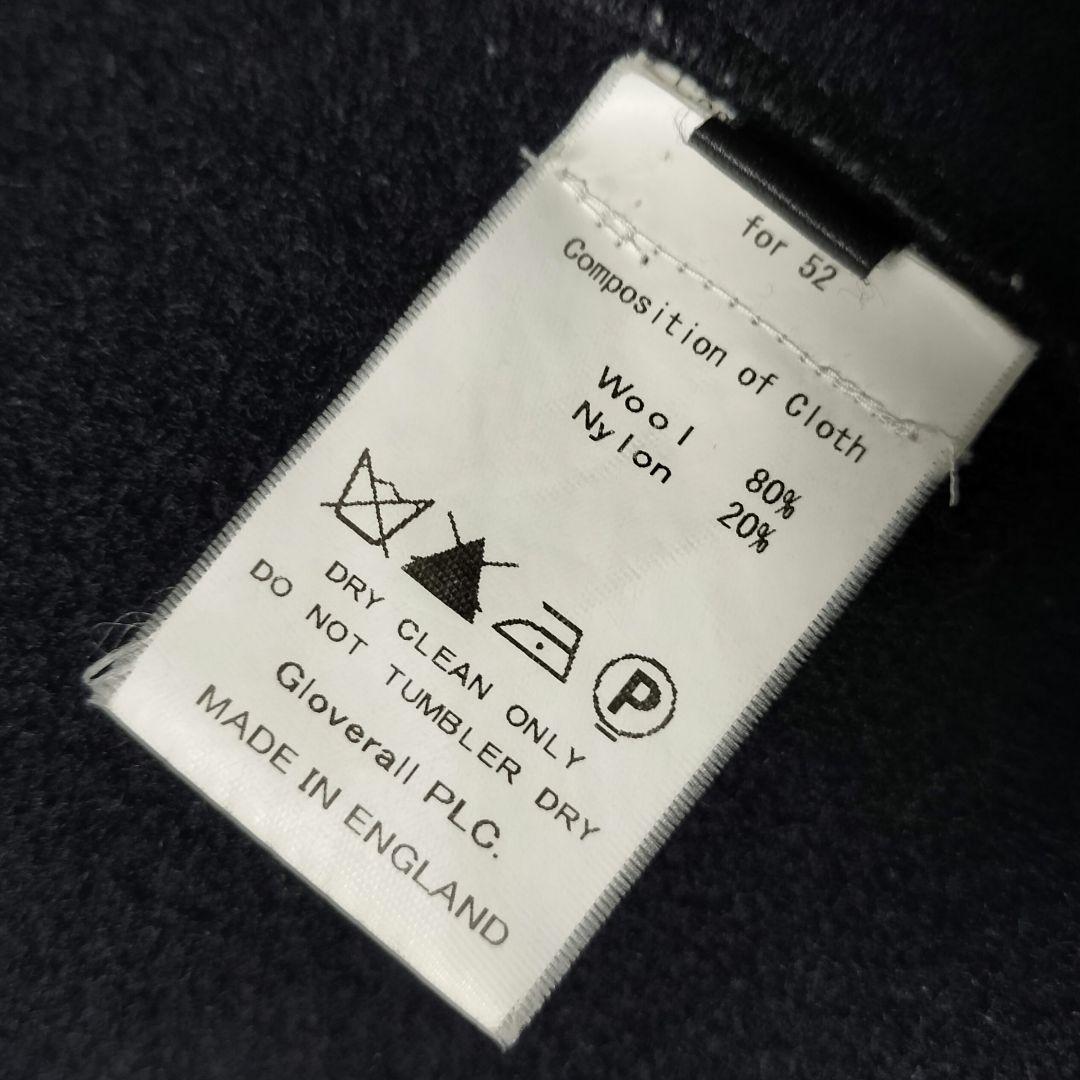 for 52
Composition of Cloth
Wool 80%
Nylon 20%
P
DRY CLEAN ONLY
DO NOT TUMBLER DRY
Gloverall PLC.
MADE IN ENGLAND